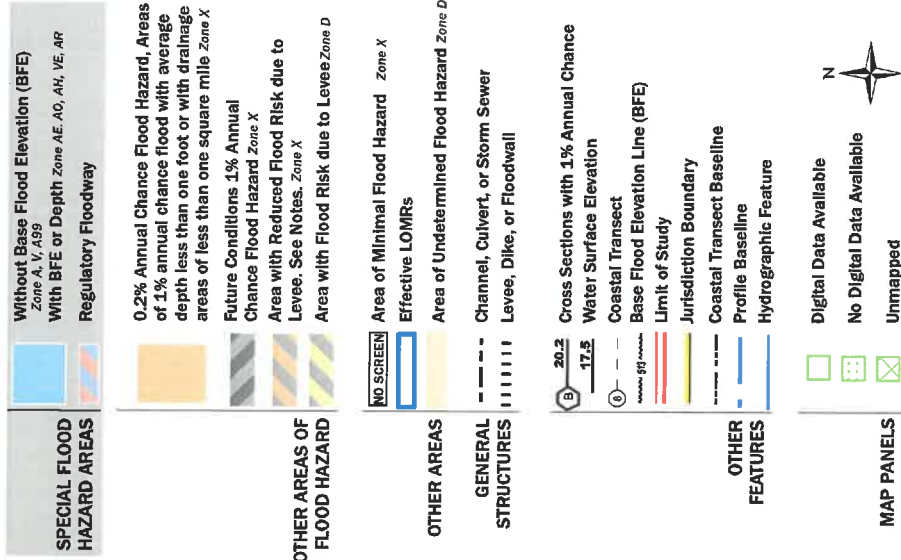 SPECIAL FLOOD
HAZARD AREAS
Without Base Flood Elevation (BFE)
Zone A, V, A99
With BFE or Depth Zone AE, AO, AH, VE, AR
Regulatory Floodway
OTHER AREAS OF
FLOOD HAZARD
0.2% Annual Chance Flood Hazard, Areas
of 1% annual chance flood with average
depth less than one foot or with drainage
areas of less than one square mile Zone X
Future Conditions 1% Annual
Chance Flood Hazard Zone X
Area with Reduced Flood Risk due to
Levee. See Notes. Zone X
Area with Flood Risk due to Levee Zone D
OTHER AREAS
NO SCREEN
Area of Minimal Flood Hazard Zone X
Effective LOMRs
Area of Undetermined Flood Hazard Zone D
GENERAL
STRUCTURES
Channel, Culvert, or Storm Sewer
Levee, Dike, or Floodwall
OTHER
FEATURES
B 20.2
Cross Sections with 1% Annual Chance
17.5
Water Surface Elevation
8
Coastal Transect
513
Base Flood Elevation Line (BFE)
Limit of Study
Jurisdiction Boundary
Coastal Transect Baseline
Profile Baseline
Hydrographic Feature
MAP PANELS
Digital Data Available
No Digital Data Available
Unmapped
N